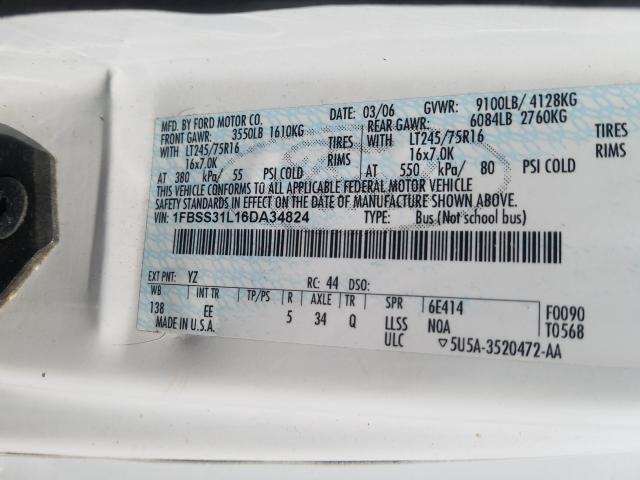 MFD. BY FORD MOTOR CO. DATE: 03/06 GVWR: 9100LB/ 4128KG
FRONT GAWR: 3550LB 1610KG REAR GAWR: 6084LB 2760KG
WITH LT245/75R16 TIRES WITH LT245/75R16 TIRES
16x7.0K RIMS 16x7.0K RIMS
AT 380 kPa/ 55 PSI COLD AT 550 kPa/ 80 PSI COLD
THIS VEHICLE CONFORMS TO ALL APPLICABLE FEDERAL MOTOR VEHICLE
SAFETY STANDARDS IN EFFECT ON THE DATE OF MANUFACTURE SHOWN ABOVE.
VIN: 1FBSS31L16DA34824 TYPE: Bus (Not school bus)
EXT PNT: YZ RC: 44 DSO:
WB INT TR TP/PS R AXLE TR SPR 6E414 F0090
138 EE 5 34 Q LLSS NOA T0568
MADE IN U.S.A. ULC ▽5U5A-3520472-AA